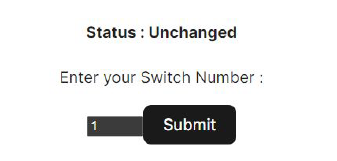 Status : Unchanged
Enter your Switch Number :
1 Submit